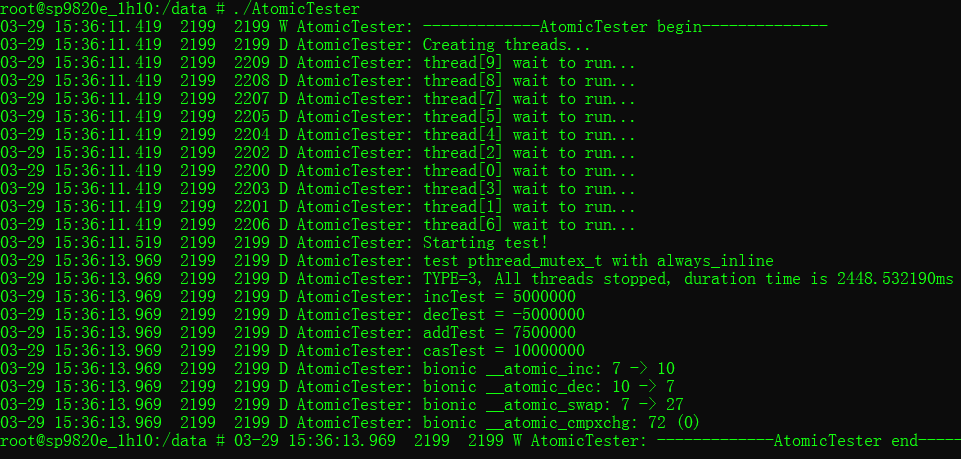 root@sp9820e_1h10:/data # ./AtomicTester
03-29 15:36:11.419  2199  2199 W AtomicTester: -------------AtomicTester begin--------------
03-29 15:36:11.419  2199  2199 D AtomicTester: Creating threads...
03-29 15:36:11.419  2199  2209 D AtomicTester: thread[9] wait to run...
03-29 15:36:11.419  2199  2208 D AtomicTester: thread[8] wait to run...
03-29 15:36:11.419  2199  2207 D AtomicTester: thread[7] wait to run...
03-29 15:36:11.419  2199  2205 D AtomicTester: thread[5] wait to run...
03-29 15:36:11.419  2199  2204 D AtomicTester: thread[4] wait to run...
03-29 15:36:11.419  2199  2202 D AtomicTester: thread[2] wait to run...
03-29 15:36:11.419  2199  2200 D AtomicTester: thread[0] wait to run...
03-29 15:36:11.419  2199  2203 D AtomicTester: thread[3] wait to run...
03-29 15:36:11.419  2199  2201 D AtomicTester: thread[1] wait to run...
03-29 15:36:11.419  2199  2206 D AtomicTester: thread[6] wait to run...
03-29 15:36:11.519  2199  2199 D AtomicTester: Starting test!
03-29 15:36:13.969  2199  2199 D AtomicTester: test pthread_mutex_t with always_inline
03-29 15:36:13.969  2199  2199 D AtomicTester: TYPE=3, All threads stopped, duration time is 2448.532190ms
03-29 15:36:13.969  2199  2199 D AtomicTester: incTest = 5000000
03-29 15:36:13.969  2199  2199 D AtomicTester: decTest = -5000000
03-29 15:36:13.969  2199  2199 D AtomicTester: addTest = 7500000
03-29 15:36:13.969  2199  2199 D AtomicTester: casTest = 10000000
03-29 15:36:13.969  2199  2199 D AtomicTester: bionic __atomic_inc: 7 -> 10
03-29 15:36:13.969  2199  2199 D AtomicTester: bionic __atomic_dec: 10 -> 7
03-29 15:36:13.969  2199  2199 D AtomicTester: bionic __atomic_swap: 7 -> 27
03-29 15:36:13.969  2199  2199 D AtomicTester: bionic __atomic_cmpxchg: 72 (0)
root@sp9820e_1h10:/data # 03-29 15:36:13.969  2199  2199 W AtomicTester: -------------AtomicTester end-----